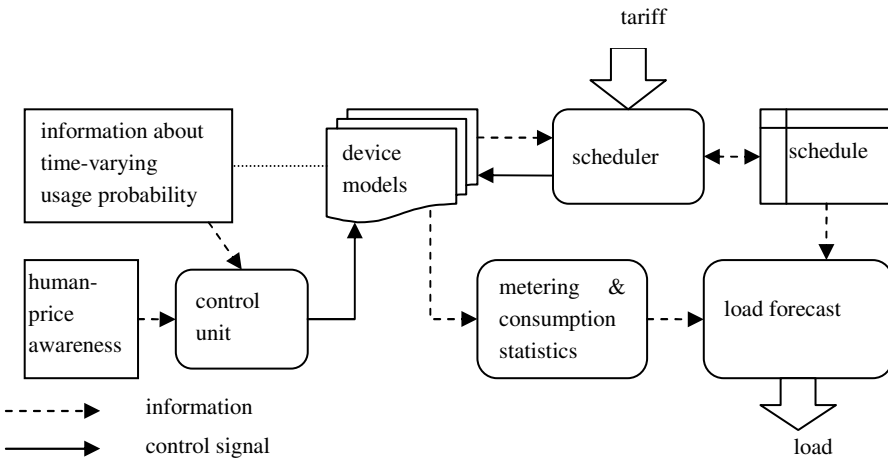 tariff
information about
time-varying
usage probability
device
models
scheduler
schedule
human-
price
awareness
control
unit
metering &
consumption
statistics
load forecast
information
control signal
load